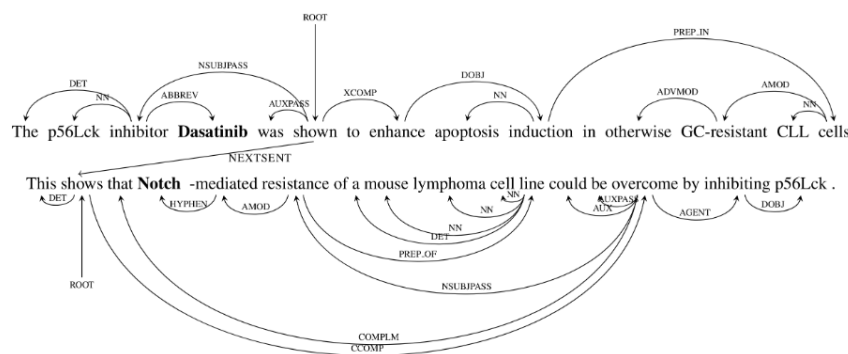 ROOT
PREP_IN
NSUBJPASS
DET
ABBREV
XCOMP
DOBJ
AMOD
NN
AUXPASS
NN
ADVMOD
NN
The p56Lck inhibitor Dasatinib was shown to enhance apoptosis induction in otherwise GC-resistant CLL cells
NEXTSENT
This shows that Notch -mediated resistance of a mouse lymphoma cell line could be overcome by inhibiting p56Lck .
DET
HYPHEN
AMOD
NN
NN
NN
DET
AUXPASS
AUX
AGENT
DOBJ
PREP_OF
ROOT
NSUBJPASS
COMPLM
CCOMP